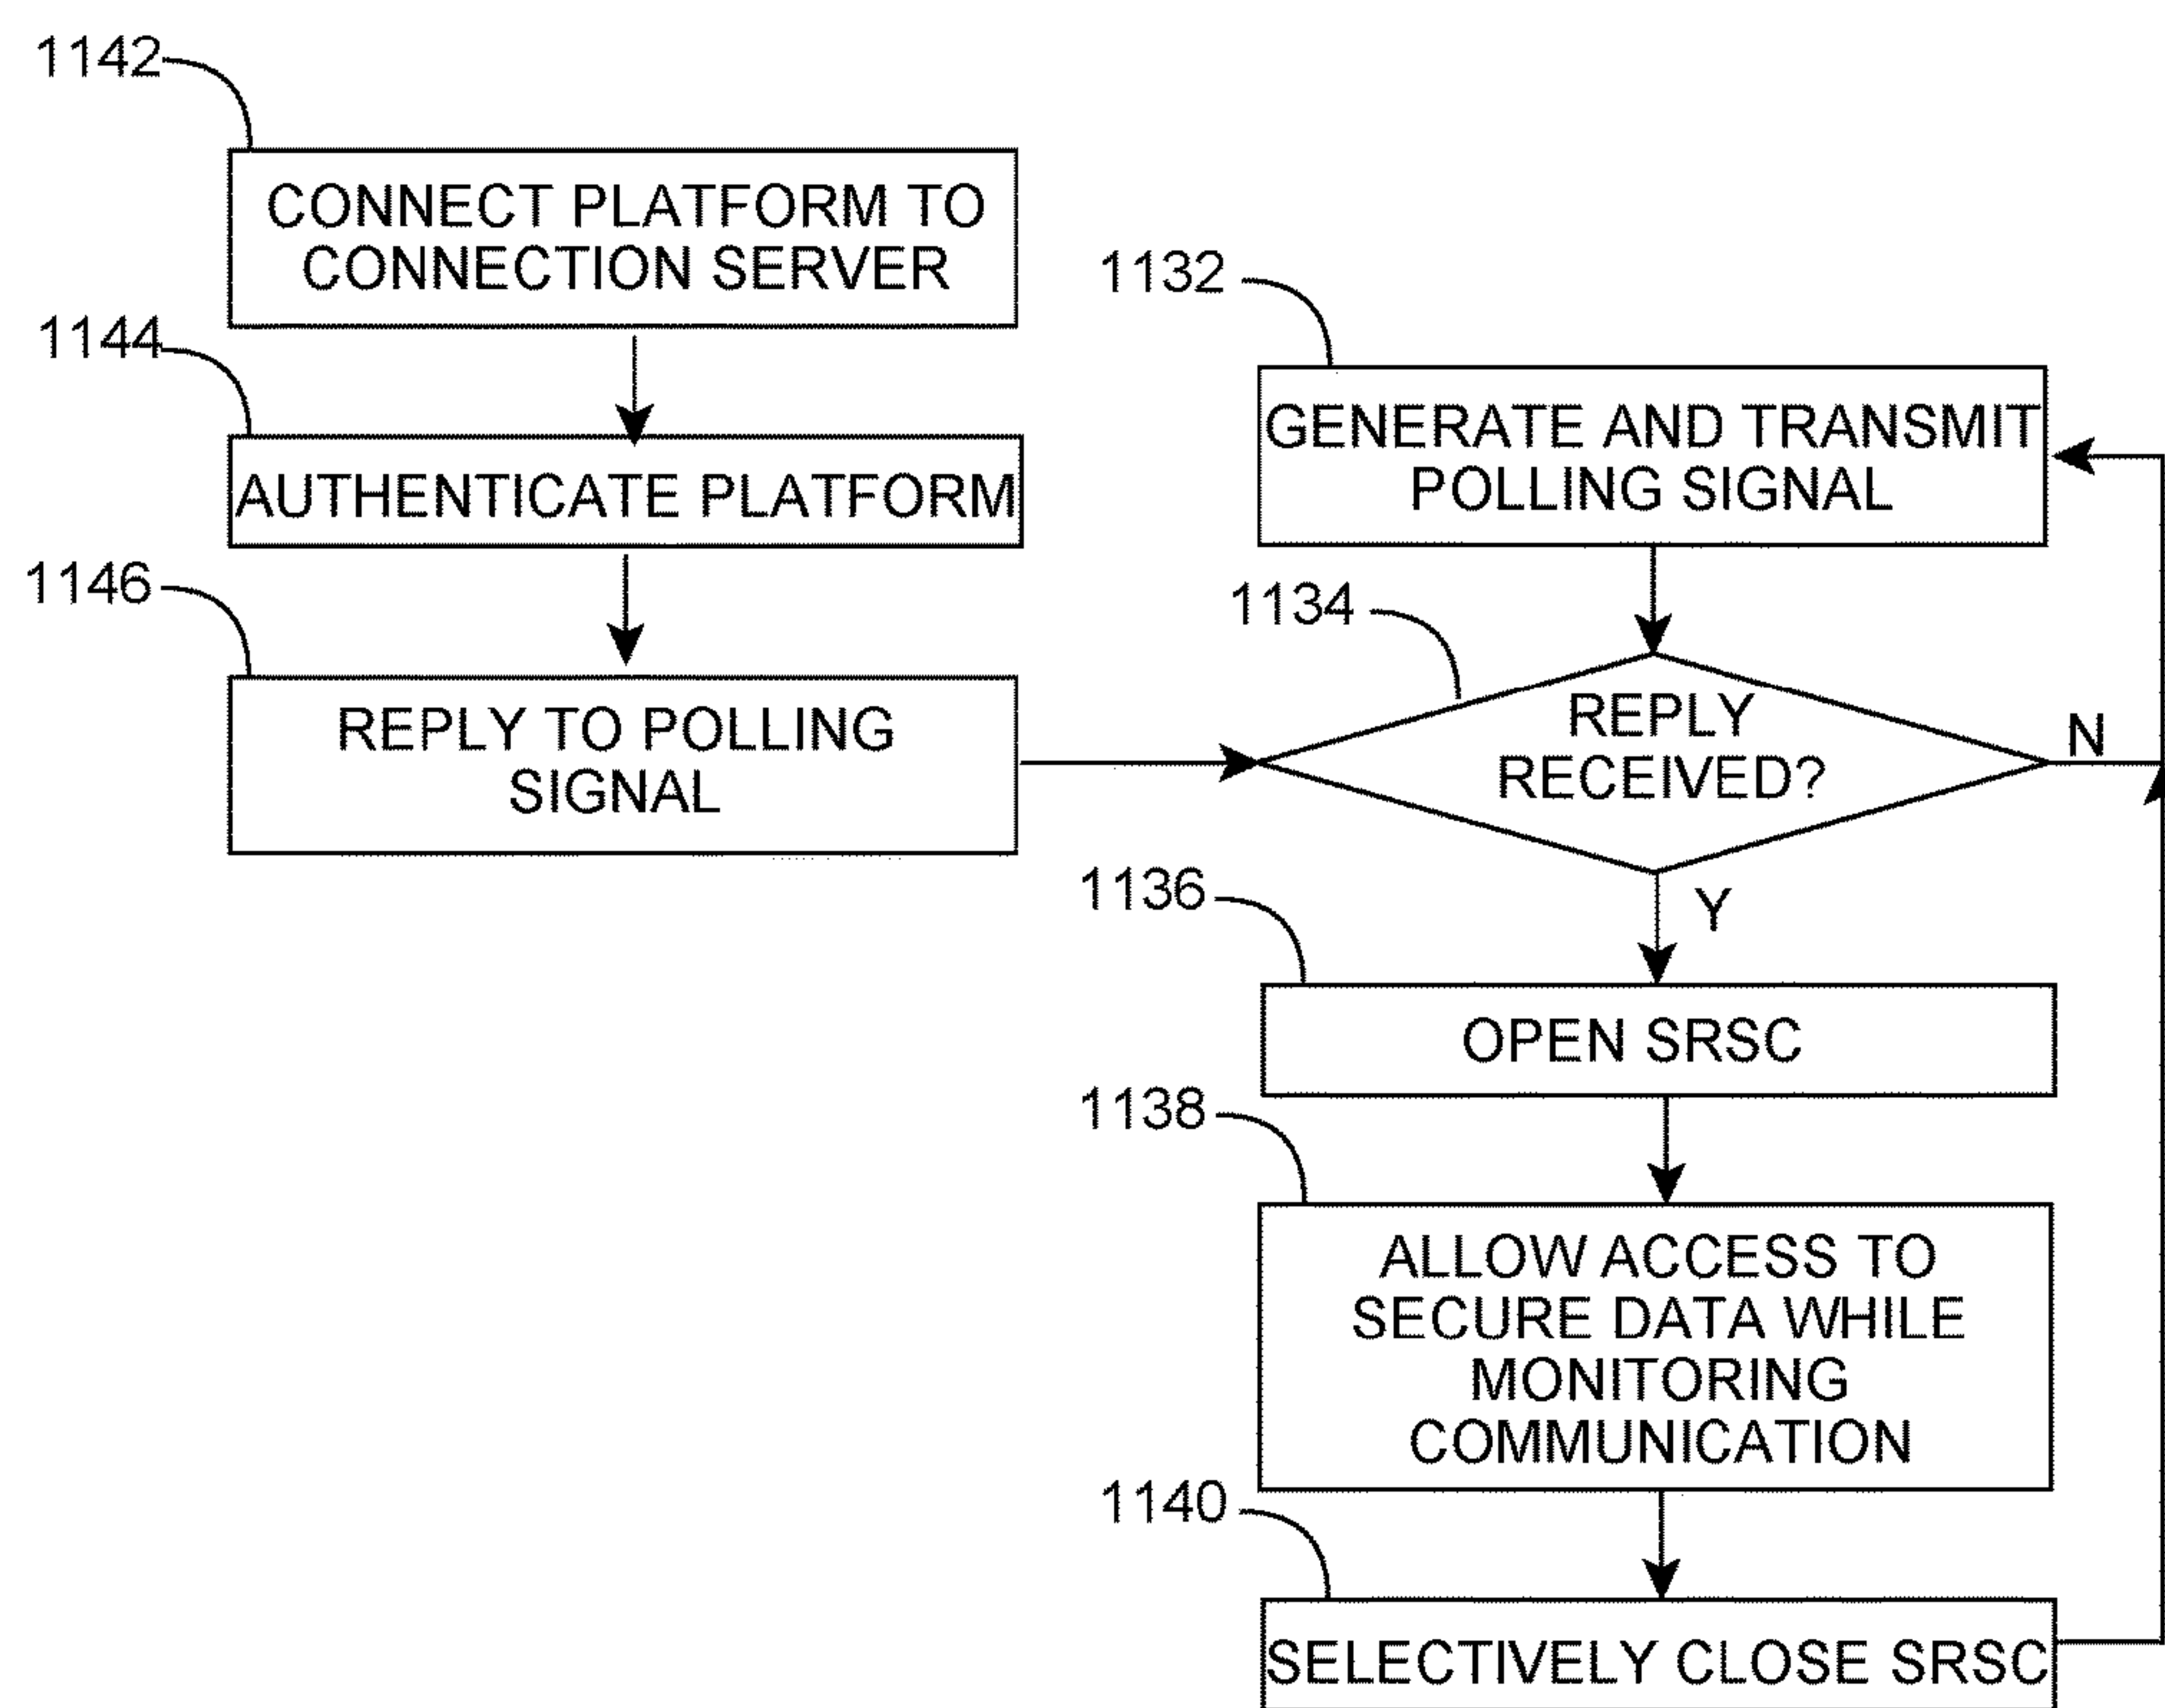 1142
CONNECT PLATFORM TO
CONNECTION SERVER
1144
AUTHENTICATE PLATFORM
1146
REPLY TO POLLING
SIGNAL
1132
GENERATE AND TRANSMIT
POLLING SIGNAL
1134
REPLY
RECEIVED?
N
Y
1136
OPEN SRSC
1138
ALLOW ACCESS TO
SECURE DATA WHILE
MONITORING
COMMUNICATION
1140
SELECTIVELY CLOSE SRSC